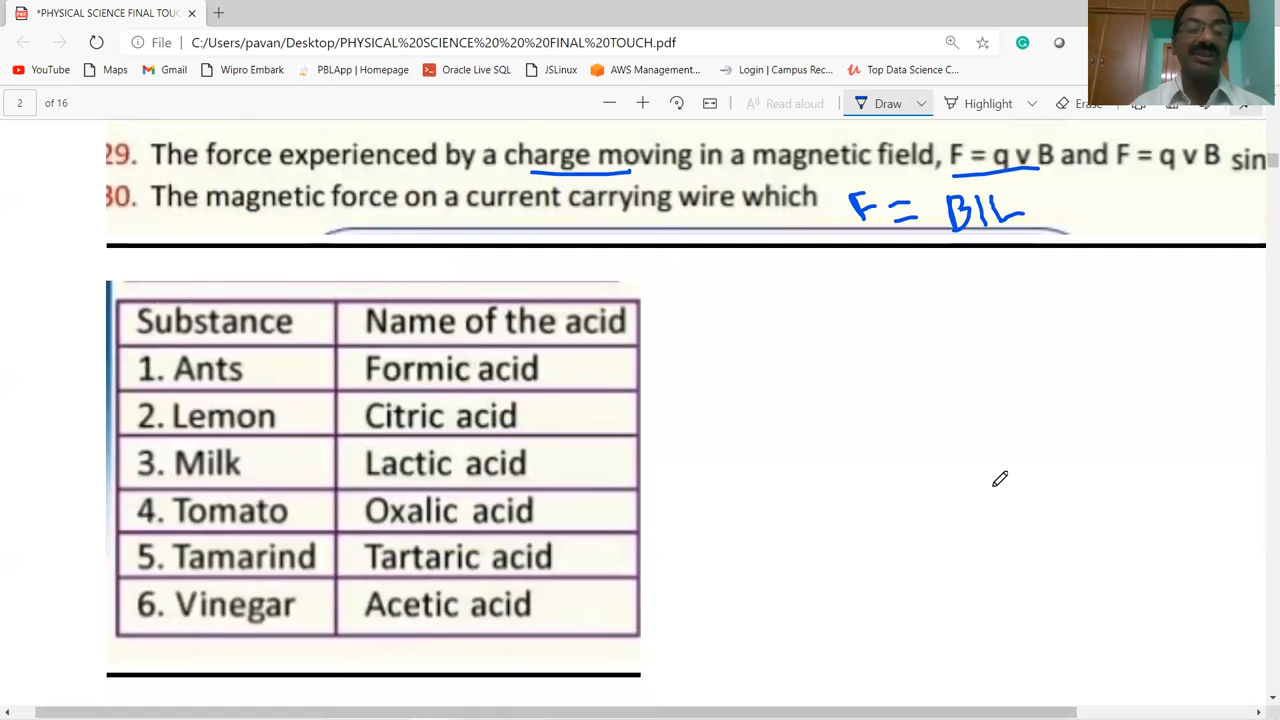 *PHYSICAL SCIENCE FINAL TOUC
File C:/Users/pavan/Desktop/PHYSICAL%20SCIENCE%20%20%20FINAL%20TOUCH.pdf
YouTube Maps Gmail Wipro Embark PBLApp | Homepage Oracle Live SQL JSLinux AWS Management... Login | Campus Rec... Top Data Science C...
2 of 16 Read aloud Draw Highlight Erase
29. The force experienced by a charge moving in a magnetic field, F = q v B and F = q v B sin
30. The magnetic force on a current carrying wire which F = BIL
Substance Name of the acid
1. Ants Formic acid
2. Lemon Citric acid
3. Milk Lactic acid
4. Tomato Oxalic acid
5. Tamarind Tartaric acid
6. Vinegar Acetic acid